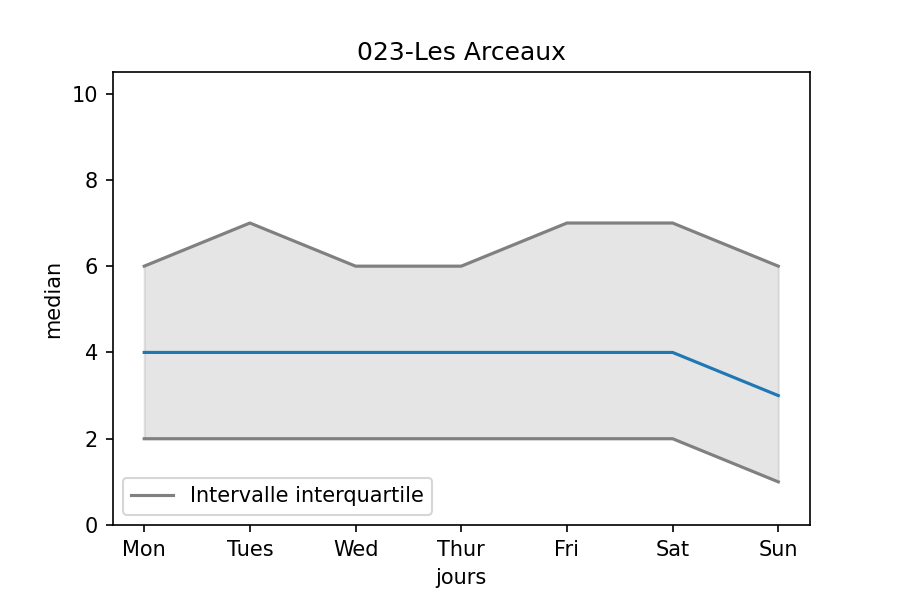 023-Les Arceaux
10
8
6
4
2
0
median
Intervalle interquartile
Mon Tues Wed Thur Fri Sat Sun
jours